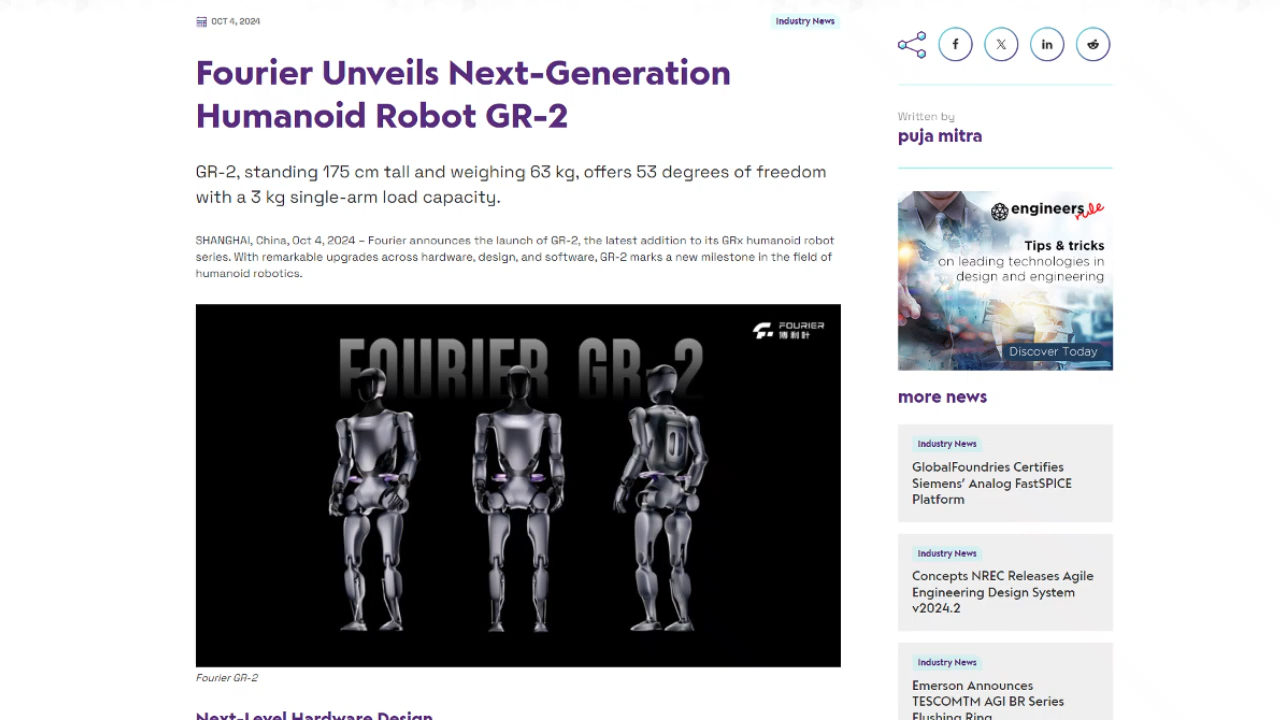 OCT 4, 2024
Industry News
Fourier Unveils Next-Generation
Humanoid Robot GR-2
GR-2, standing 175 cm tall and weighing 63 kg, offers 53 degrees of freedom
with a 3 kg single-arm load capacity.
SHANGHAI, China, Oct 4, 2024 – Fourier announces the launch of GR-2, the latest addition to its GRx humanoid robot
series. With remarkable upgrades across hardware, design, and software, GR-2 marks a new milestone in the field of
humanoid robotics.
FOURIER
博利叶
FOURIER GR-2
Fourier GR-2
Next-Level Hardware Design
Written by
puja mitra
engineersrule
Tips & tricks
on leading technologies in
design and engineering
Discover Today
more news
Industry News
GlobalFoundries Certifies
Siemens' Analog FastSPICE
Platform
Industry News
Concepts NREC Releases Agile
Engineering Design System
v2024.2
Industry News
Emerson Announces
TESCOMTM AGI BR Series
Flushing Ring